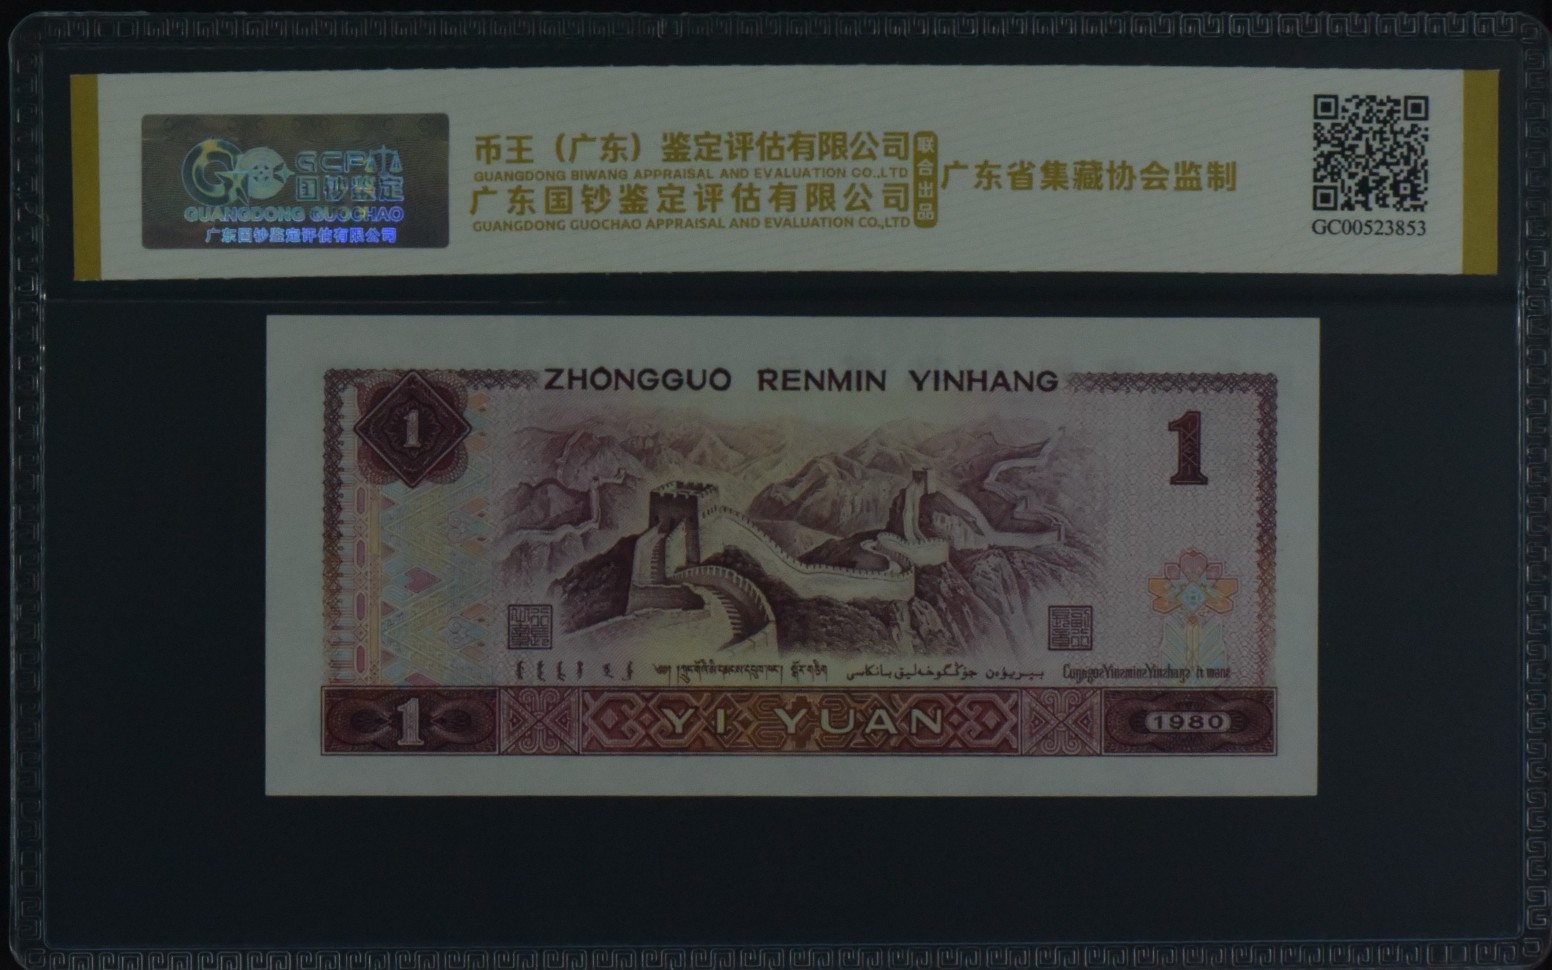 GCPA
国钞鉴定
GUANGDONG GUOCHAO
广东国钞鉴定评估有限公司
币王（广东）鉴定评估有限公司
GUANGDONG BIWANG APPRAISAL AND EVALUATION CO.,LTD
广东国钞鉴定评估有限公司
GUANGDONG GUOCHAO APPRAISAL AND EVALUATION CO.,LTD
联合出品
广东省集藏协会监制
GC00523853
ZHONGGUO RENMIN YINHANG
1
1
YI YUAN
1
1980